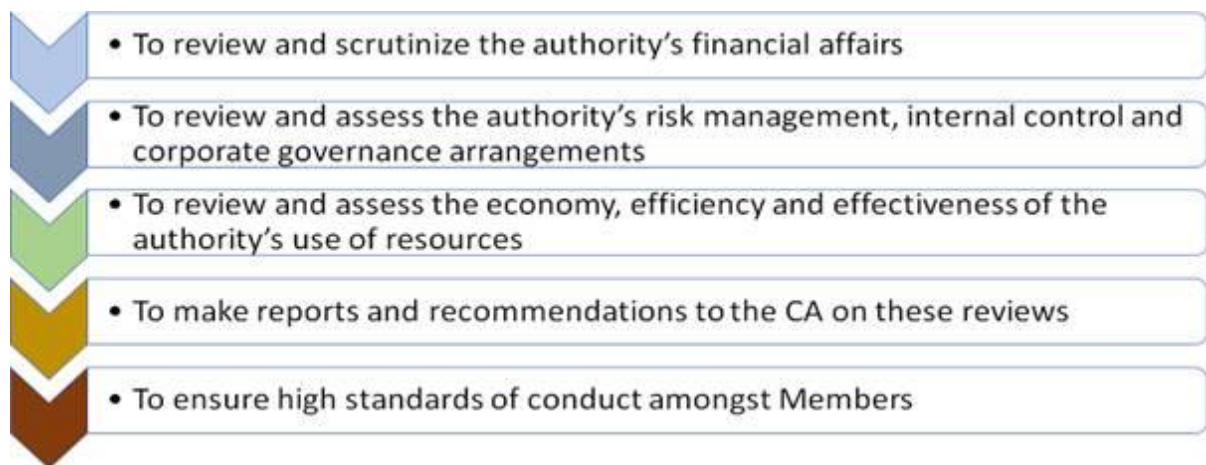 • To review and scrutinize the authority's financial affairs
• To review and assess the authority's risk management, internal control and
corporate governance arrangements
• To review and assess the economy, efficiency and effectiveness of the
authority's use of resources
• To make reports and recommendations to the CA on these reviews
• To ensure high standards of conduct amongst Members